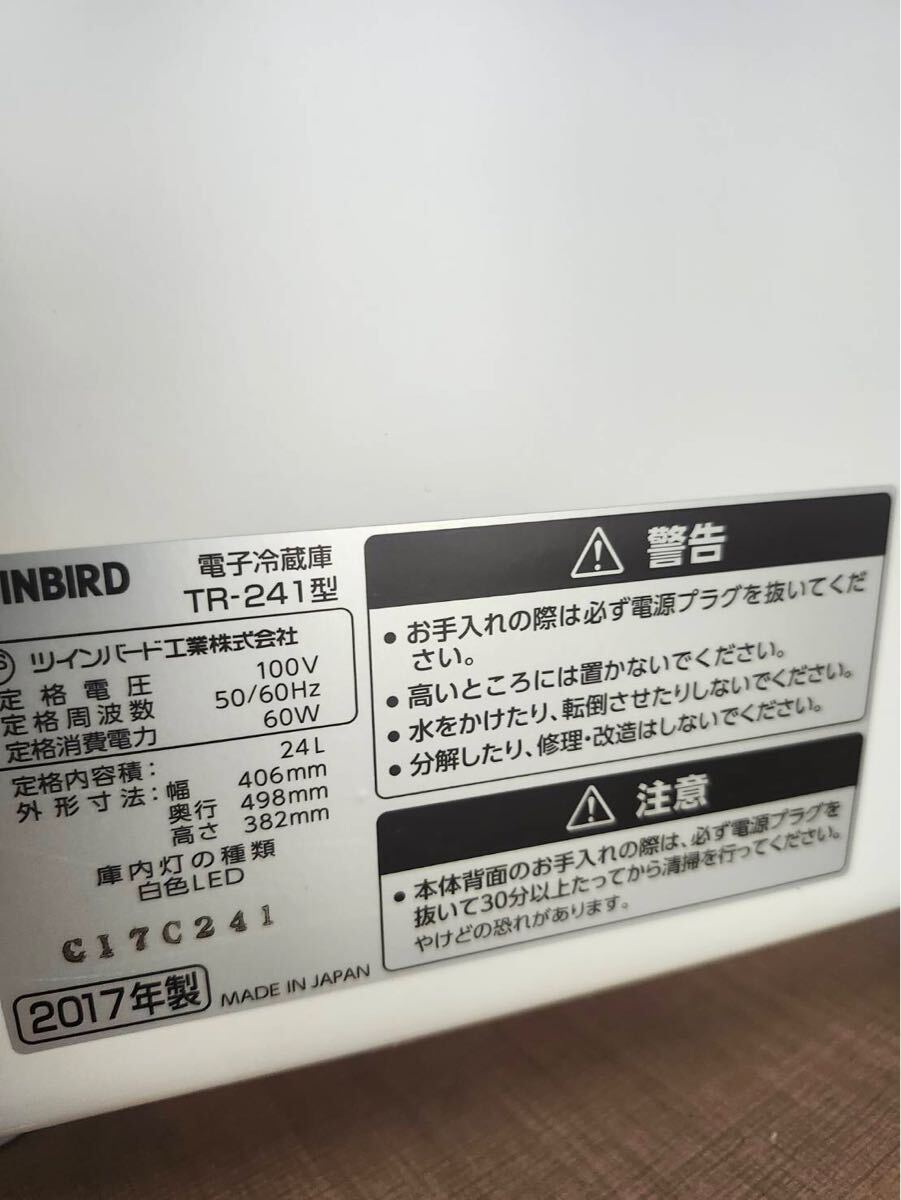 INBIRD 電子冷蔵庫
TR-241型
ツインバード工業株式会社
定格電圧 100V
定格周波数 50/60Hz
定格消費電力 60W
定格内容積: 24L
外形寸法: 幅 406mm
奥行 498mm
高さ 382mm
庫内灯の種類
白色LED
C17C241
2017年製 MADE IN JAPAN
警告
• お手入れの際は必ず電源プラグを抜いてくだ
さい。
• 高いところには置かないでください。
• 水をかけたり、転倒させたりしないでください。
• 分解したり、修理・改造はしないでください。
注意
• 本体背面のお手入れの際は、必ず電源プラグを
抜いて30分以上たってから清掃を行ってください。
やけどの恐れがあります。